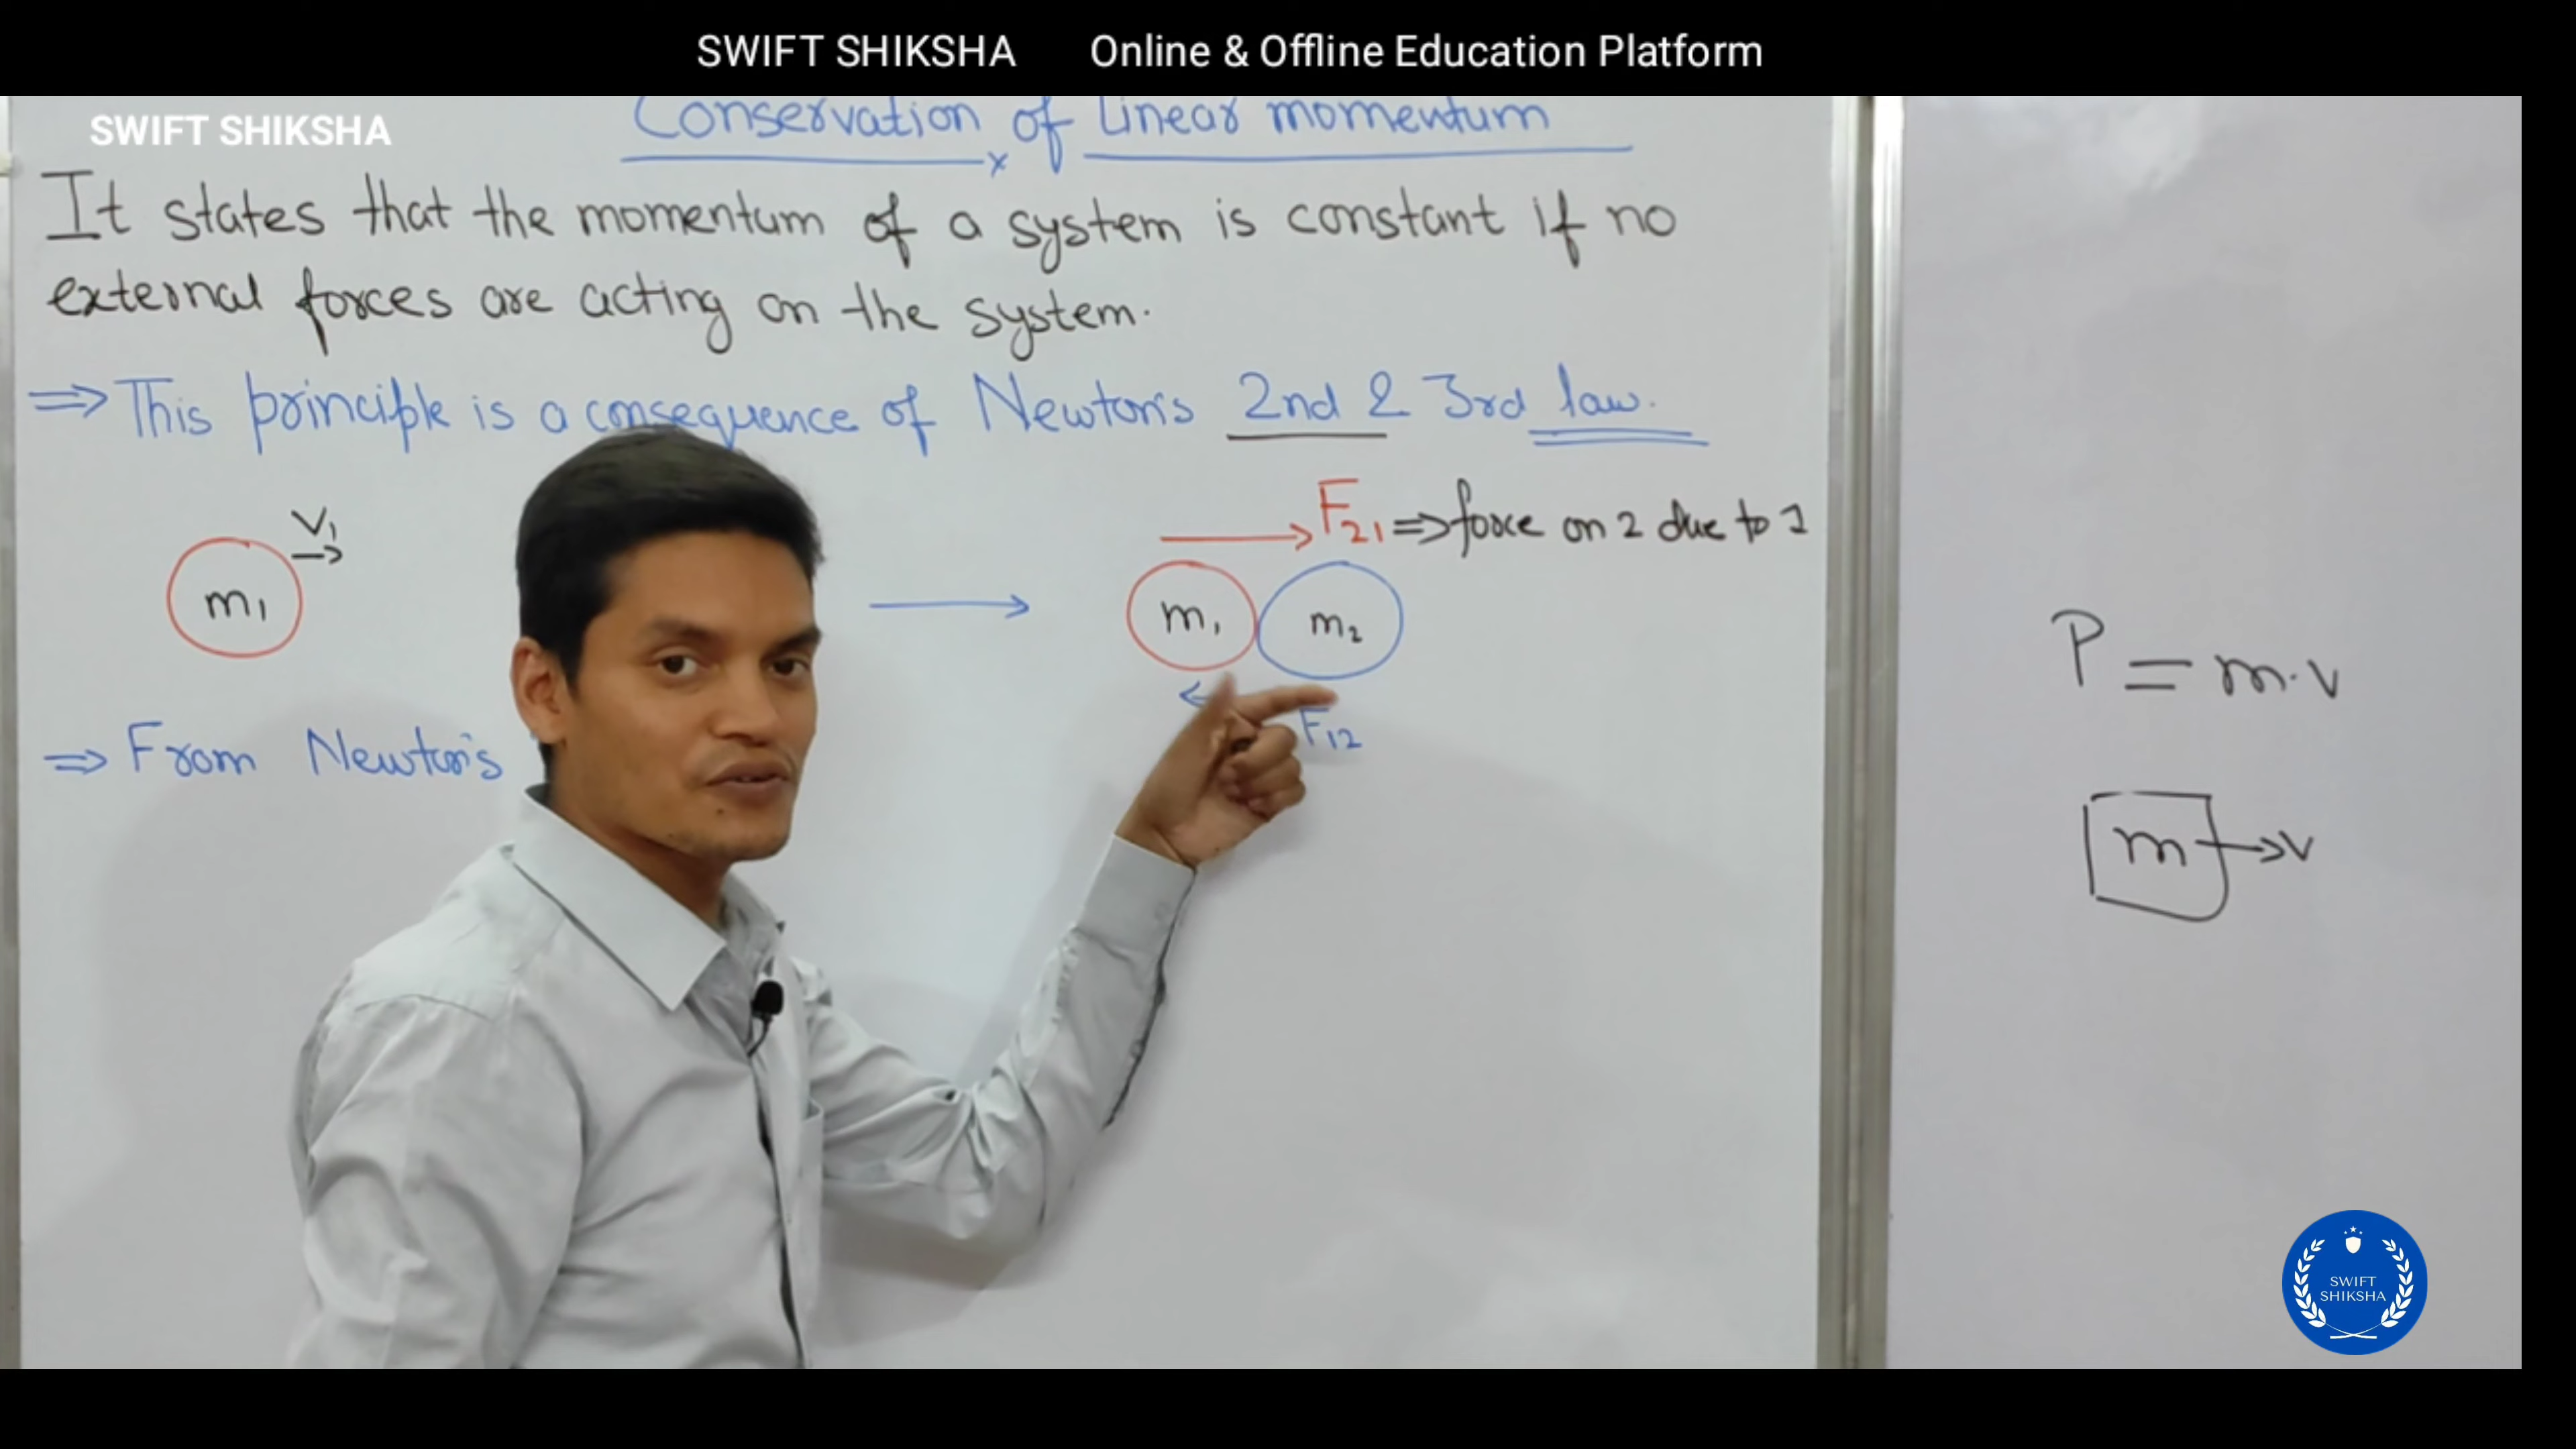 SWIFT SHIKSHA Online & Offline Education Platform
SWIFT SHIKSHA
Conservation of Linear momentum
It states that the momentum of a system is constant if no
external forces are acting on the system.
⇒ This principle is a consequence of Newton's 2nd & 3rd law.
V₁
m₁
→
F₂₁ ⇒ force on 2 due to 1
m₁ m₂
F₁₂
⇒ From Newton's
P = m.v
m → v
SWIFT
SHIKSHA